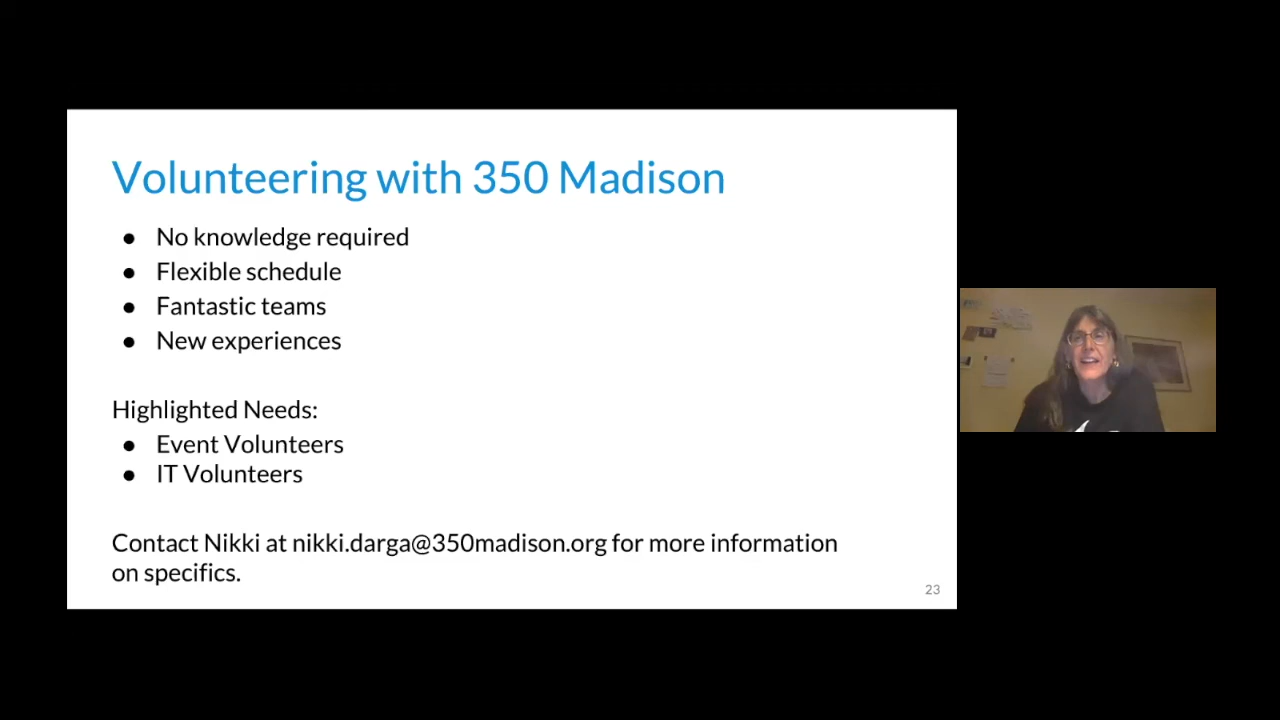 Volunteering with 350 Madison
● No knowledge required
● Flexible schedule
● Fantastic teams
● New experiences
Highlighted Needs:
● Event Volunteers
● IT Volunteers
Contact Nikki at nikki.darga@350madison.org for more information
on specifics.
23